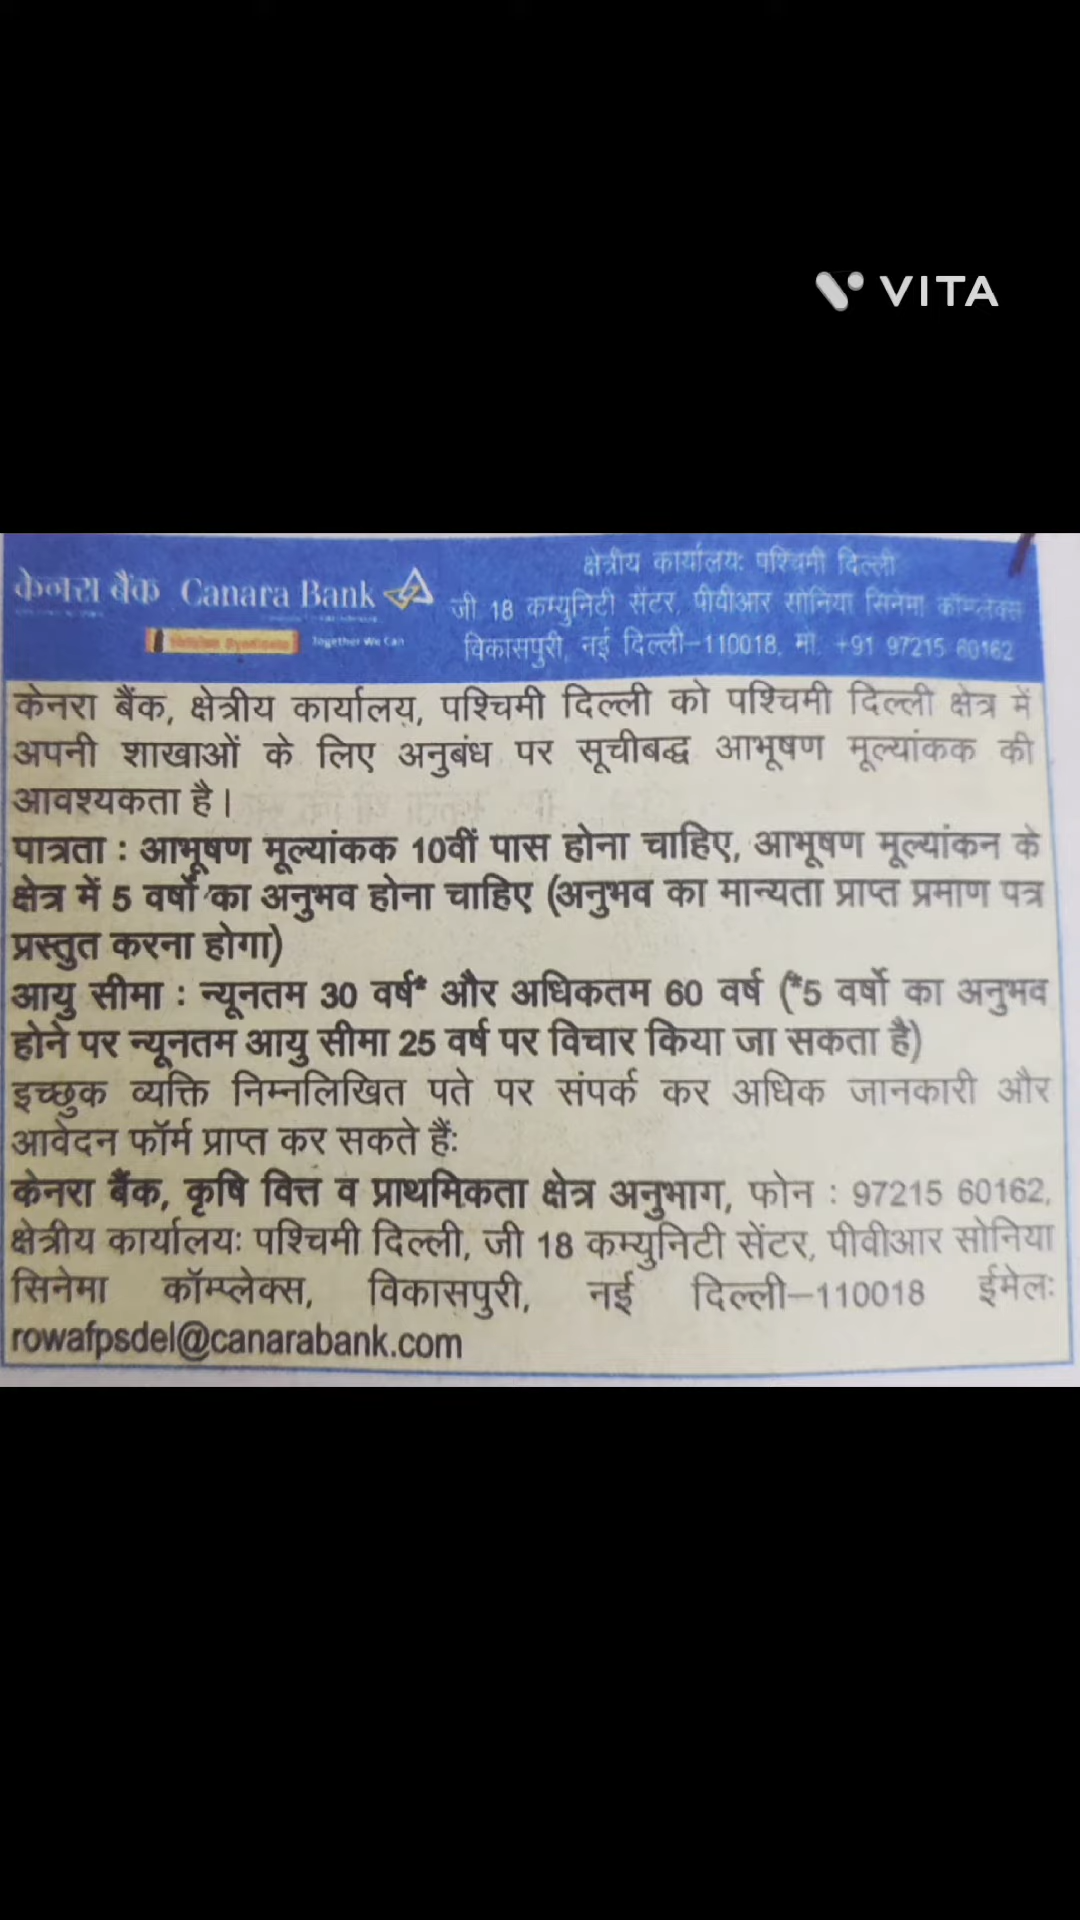 VITA
केनरा बैंक Canara Bank
Together We Can
क्षेत्रीय कार्यालयः पश्चिमी दिल्ली
जी 18 कम्युनिटी सेंटर, पीवीआर सोनिया सिनेमा कॉम्प्लेक्स
विकासपुरी, नई दिल्ली–110018, मो. +91 97215 60162
केनरा बैंक, क्षेत्रीय कार्यालय, पश्चिमी दिल्ली को पश्चिमी दिल्ली क्षेत्र में
अपनी शाखाओं के लिए अनुबंध पर सूचीबद्ध आभूषण मूल्यांकक की
आवश्यकता है।
पात्रता : आभूषण मूल्यांकक 10वीं पास होना चाहिए, आभूषण मूल्यांकन के
क्षेत्र में 5 वर्षों का अनुभव होना चाहिए (अनुभव का मान्यता प्राप्त प्रमाण पत्र
प्रस्तुत करना होगा)
आयु सीमा : न्यूनतम 30 वर्ष* और अधिकतम 60 वर्ष (*5 वर्षो का अनुभव
होने पर न्यूनतम आयु सीमा 25 वर्ष पर विचार किया जा सकता है)
इच्छुक व्यक्ति निम्नलिखित पते पर संपर्क कर अधिक जानकारी और
आवेदन फॉर्म प्राप्त कर सकते हैंः
केनरा बैंक, कृषि वित्त व प्राथमिकता क्षेत्र अनुभाग, फोन : 97215 60162,
क्षेत्रीय कार्यालयः पश्चिमी दिल्ली, जी 18 कम्युनिटी सेंटर, पीवीआर सोनिया
सिनेमा कॉम्प्लेक्स, विकासपुरी, नई दिल्ली–110018 ईमेलः
rowafpsdel@canarabank.com